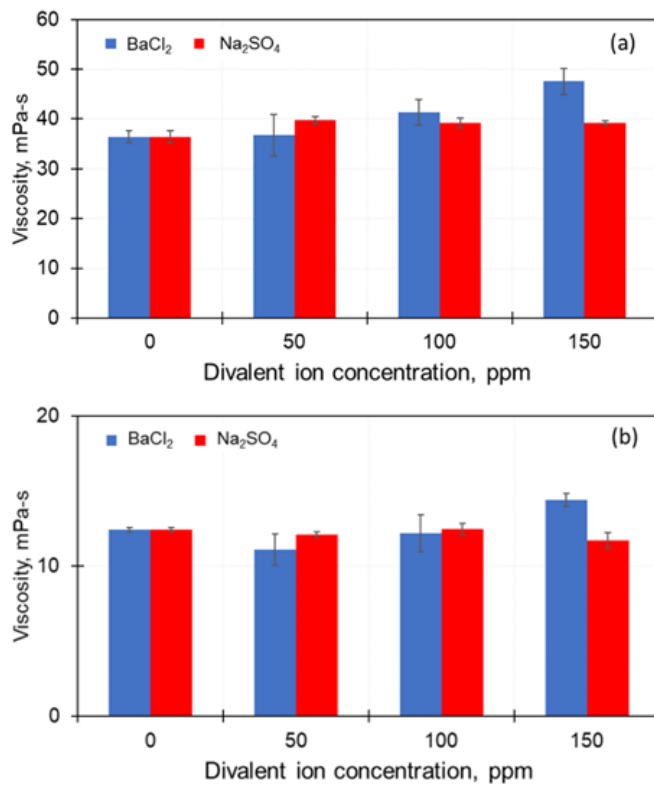 60
50
40
30
20
10
0
Viscosity, mPa-s
BaCl₂ Na₂SO₄ (a)
0 50 100 150
Divalent ion concentration, ppm
20
10
0
Viscosity, mPa-s
BaCl₂ Na₂SO₄ (b)
0 50 100 150
Divalent ion concentration, ppm